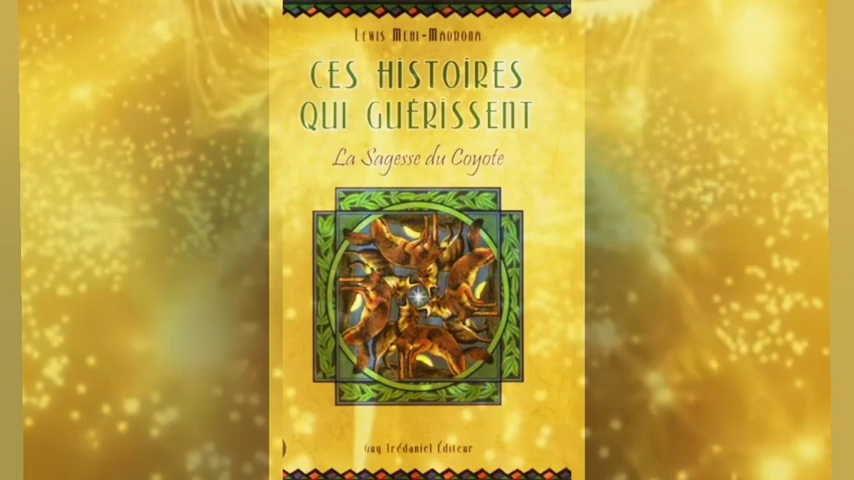 Lewis Mehl-Madrona
CES HISTOIRES
QUI GUÉRISSENT
La Sagesse du Coyote
Guy Trédaniel Éditeur